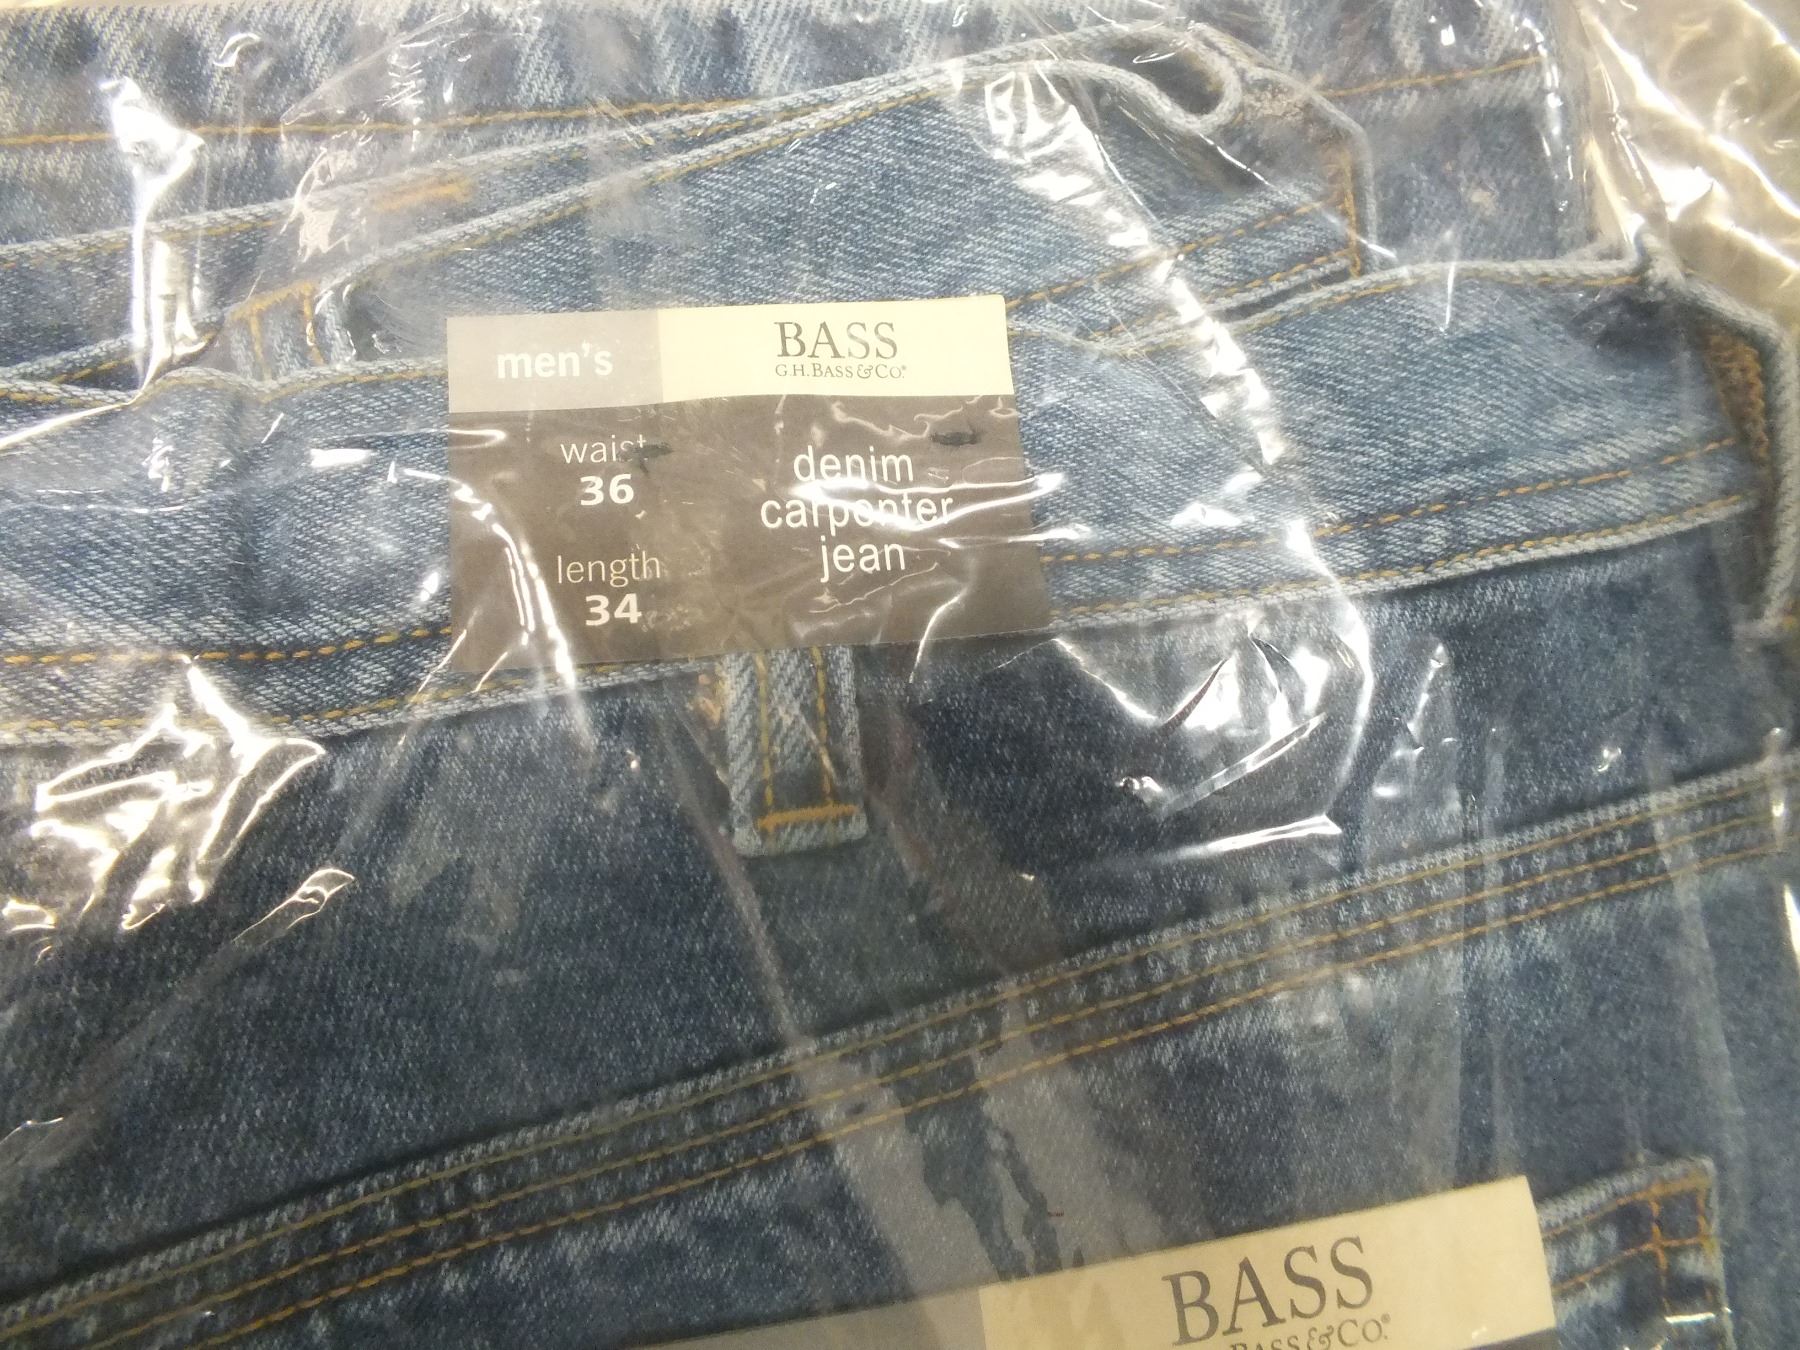 men's
BASS
G.H.BASS&CO.®
waist
36
length
34
denim
carpenter
jean
BASS
BASS&CO.®